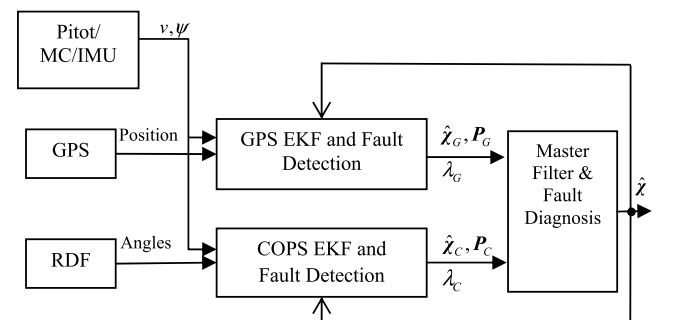 Pitot/
MC/IMU
v,ψ
GPS
Position
GPS EKF and Fault
Detection
χ̂_G, P_G
λ_G
Master
Filter &
Fault
Diagnosis
χ̂
RDF
Angles
COPS EKF and
Fault Detection
χ̂_C, P_C
λ_C